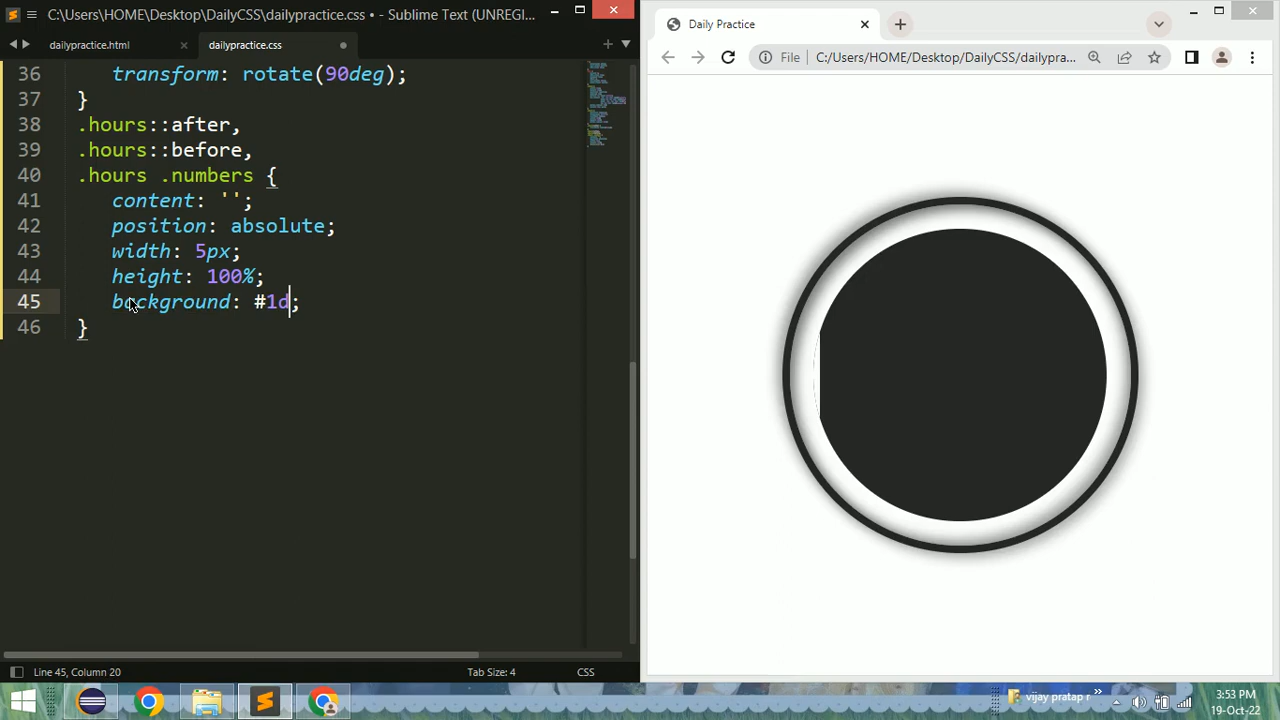 C:\Users\HOME\Desktop\DailyCSS\dailypractice.css • - Sublime Text (UNREGI...
dailypractice.html
dailypractice.css
36 transform: rotate(90deg);
37 }
38 .hours::after,
39 .hours::before,
40 .hours .numbers {
41 content: '';
42 position: absolute;
43 width: 5px;
44 height: 100%;
45 background: #1d;
46 }
Line 45, Column 20
Tab Size: 4
CSS
Daily Practice
File
C:/Users/HOME/Desktop/DailyCSS/dailypra...
vijay pratap r
3:53 PM
19-Oct-22